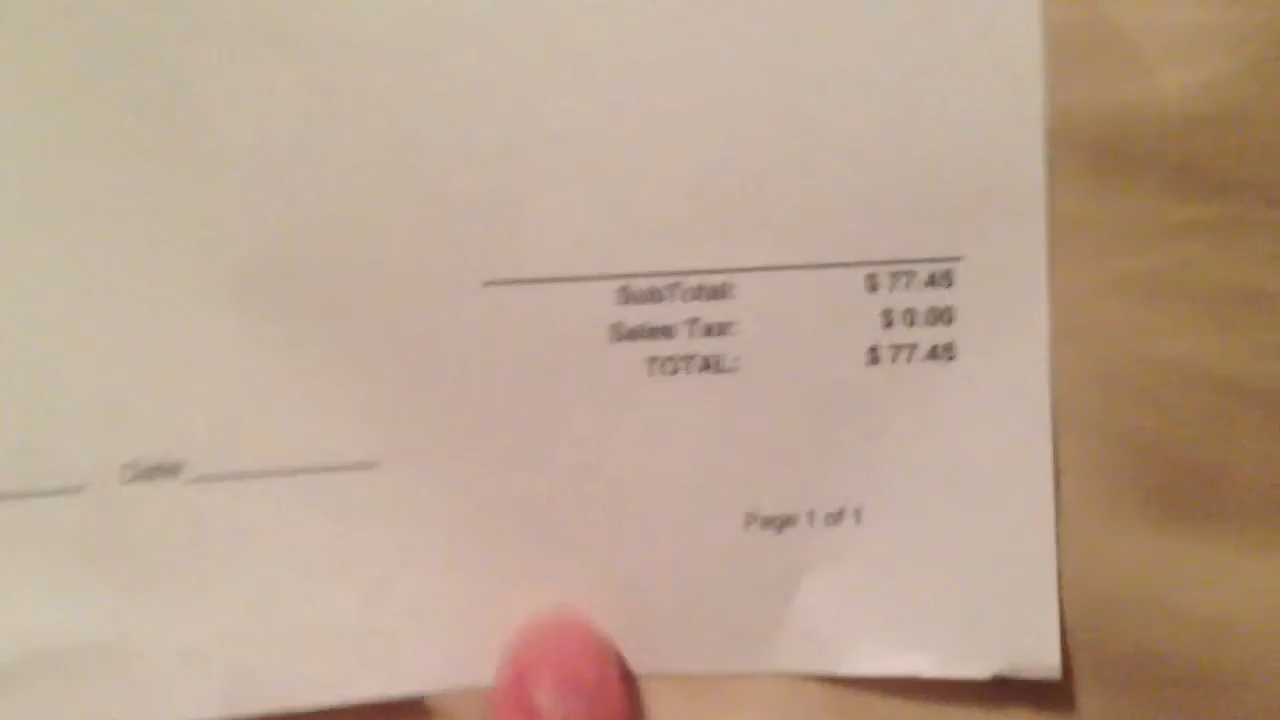 SubTotal: $ 77.45
Sales Tax: $ 0.00
TOTAL: $ 77.45
Date
Page 1 of 1